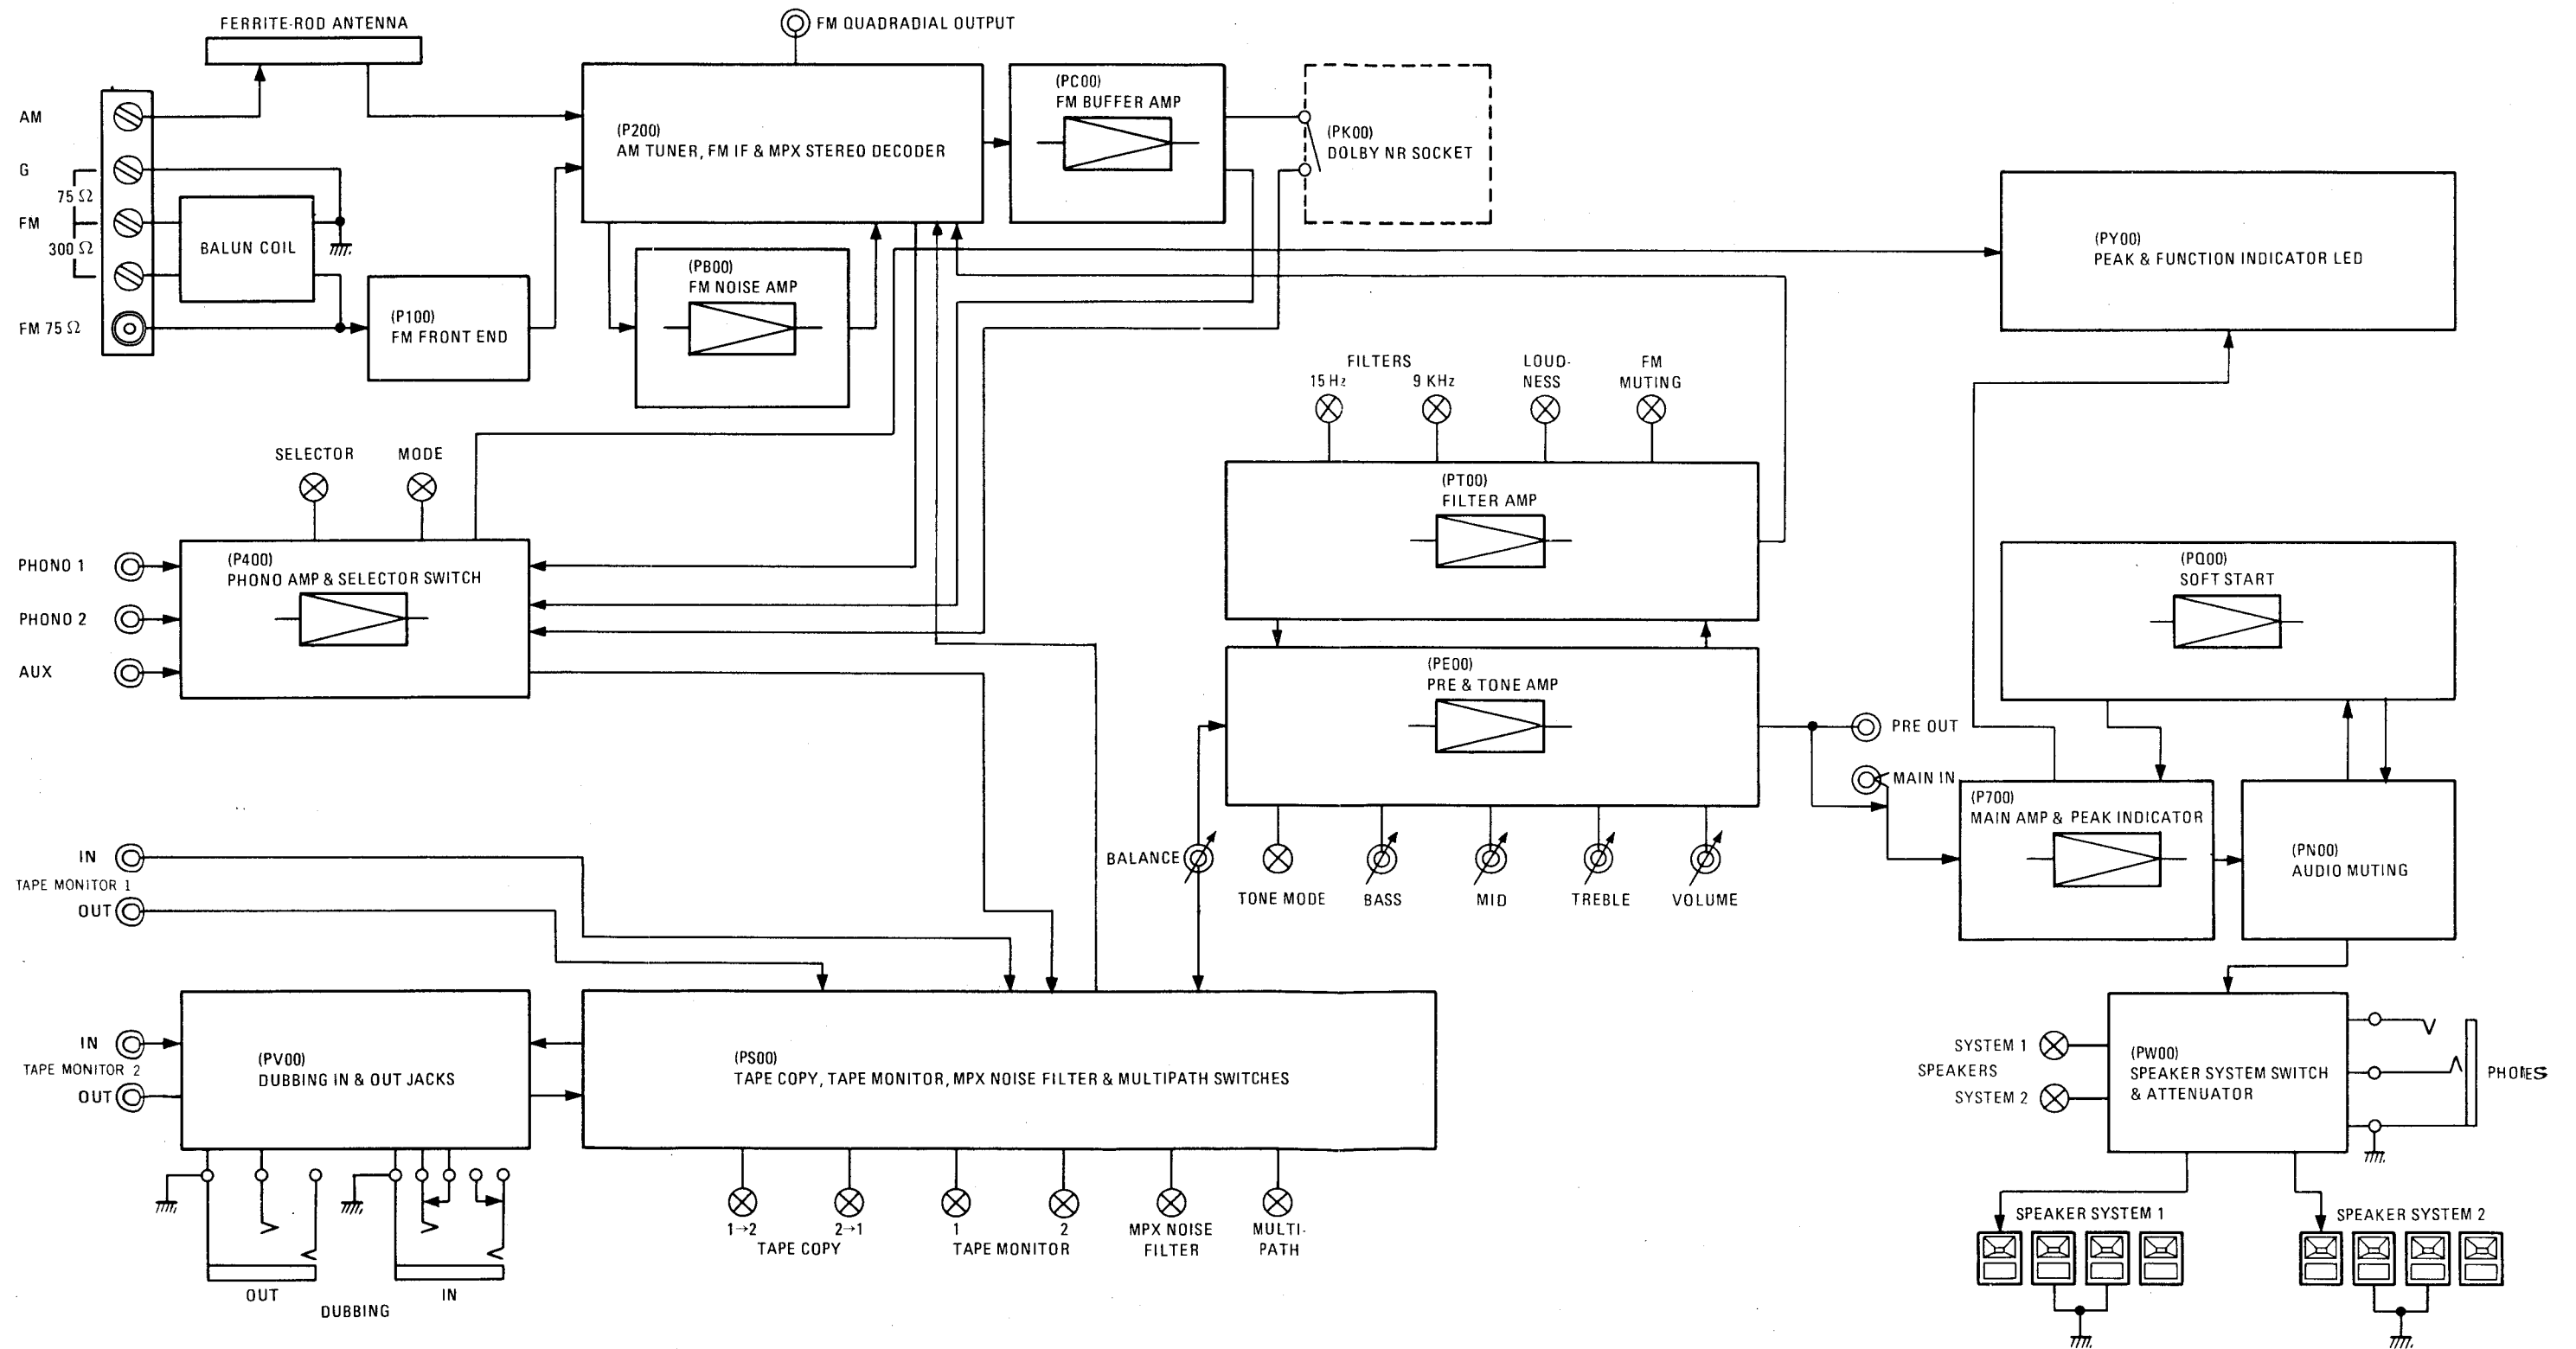 FERRITE-ROD ANTENNA
FM QUADRADIAL OUTPUT
AM
G
75 Ω
FM
300 Ω
FM 75 Ω
BALUN COIL
(P100)
FM FRONT END
(P200)
AM TUNER, FM IF & MPX STEREO DECODER
(PB00)
FM NOISE AMP
(PC00)
FM BUFFER AMP
(PK00)
DOLBY NR SOCKET
(PY00)
PEAK & FUNCTION INDICATOR LED
FILTERS
15 Hz
9 KHz
LOUD-
NESS
FM
MUTING
SELECTOR
MODE
PHONO 1
PHONO 2
AUX
(P400)
PHONO AMP & SELECTOR SWITCH
(PT00)
FILTER AMP
(PE00)
PRE & TONE AMP
(PQ00)
SOFT START
PRE OUT
MAIN IN
(P700)
MAIN AMP & PEAK INDICATOR
(PN00)
AUDIO MUTING
BALANCE
TONE MODE
BASS
MID
TREBLE
VOLUME
IN
TAPE MONITOR 1
OUT
IN
TAPE MONITOR 2
OUT
(PV00)
DUBBING IN & OUT JACKS
(PS00)
TAPE COPY, TAPE MONITOR, MPX NOISE FILTER & MULTIPATH SWITCHES
SYSTEM 1
SPEAKERS
SYSTEM 2
(PW00)
SPEAKER SYSTEM SWITCH
& ATTENUATOR
PHONES
1→2
2→1
TAPE COPY
1
2
TAPE MONITOR
MPX NOISE
FILTER
MULTI-
PATH
OUT
IN
DUBBING
SPEAKER SYSTEM 1
SPEAKER SYSTEM 2